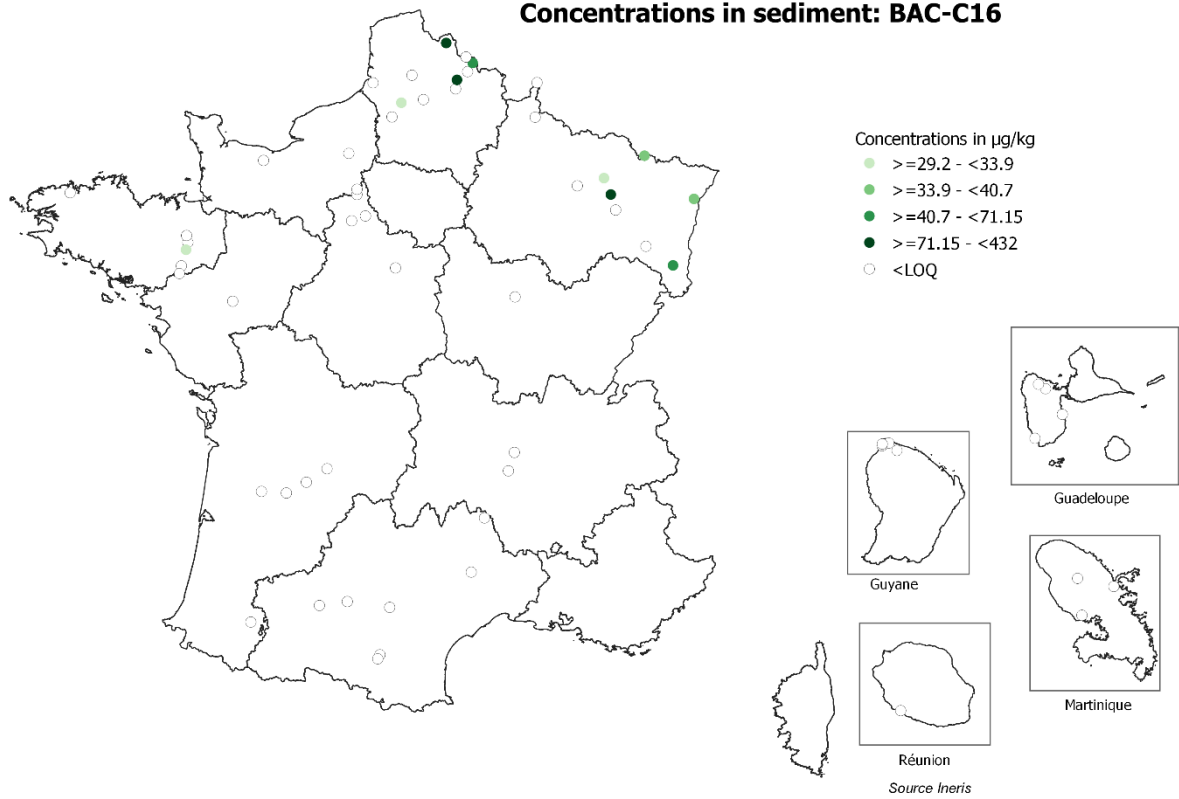 Concentrations in sediment: BAC-C16
Concentrations in µg/kg
>=29.2 - <33.9
>=33.9 - <40.7
>=40.7 - <71.15
>=71.15 - <432
<LOQ
Guadeloupe
Guyane
Martinique
Réunion
Source Ineris